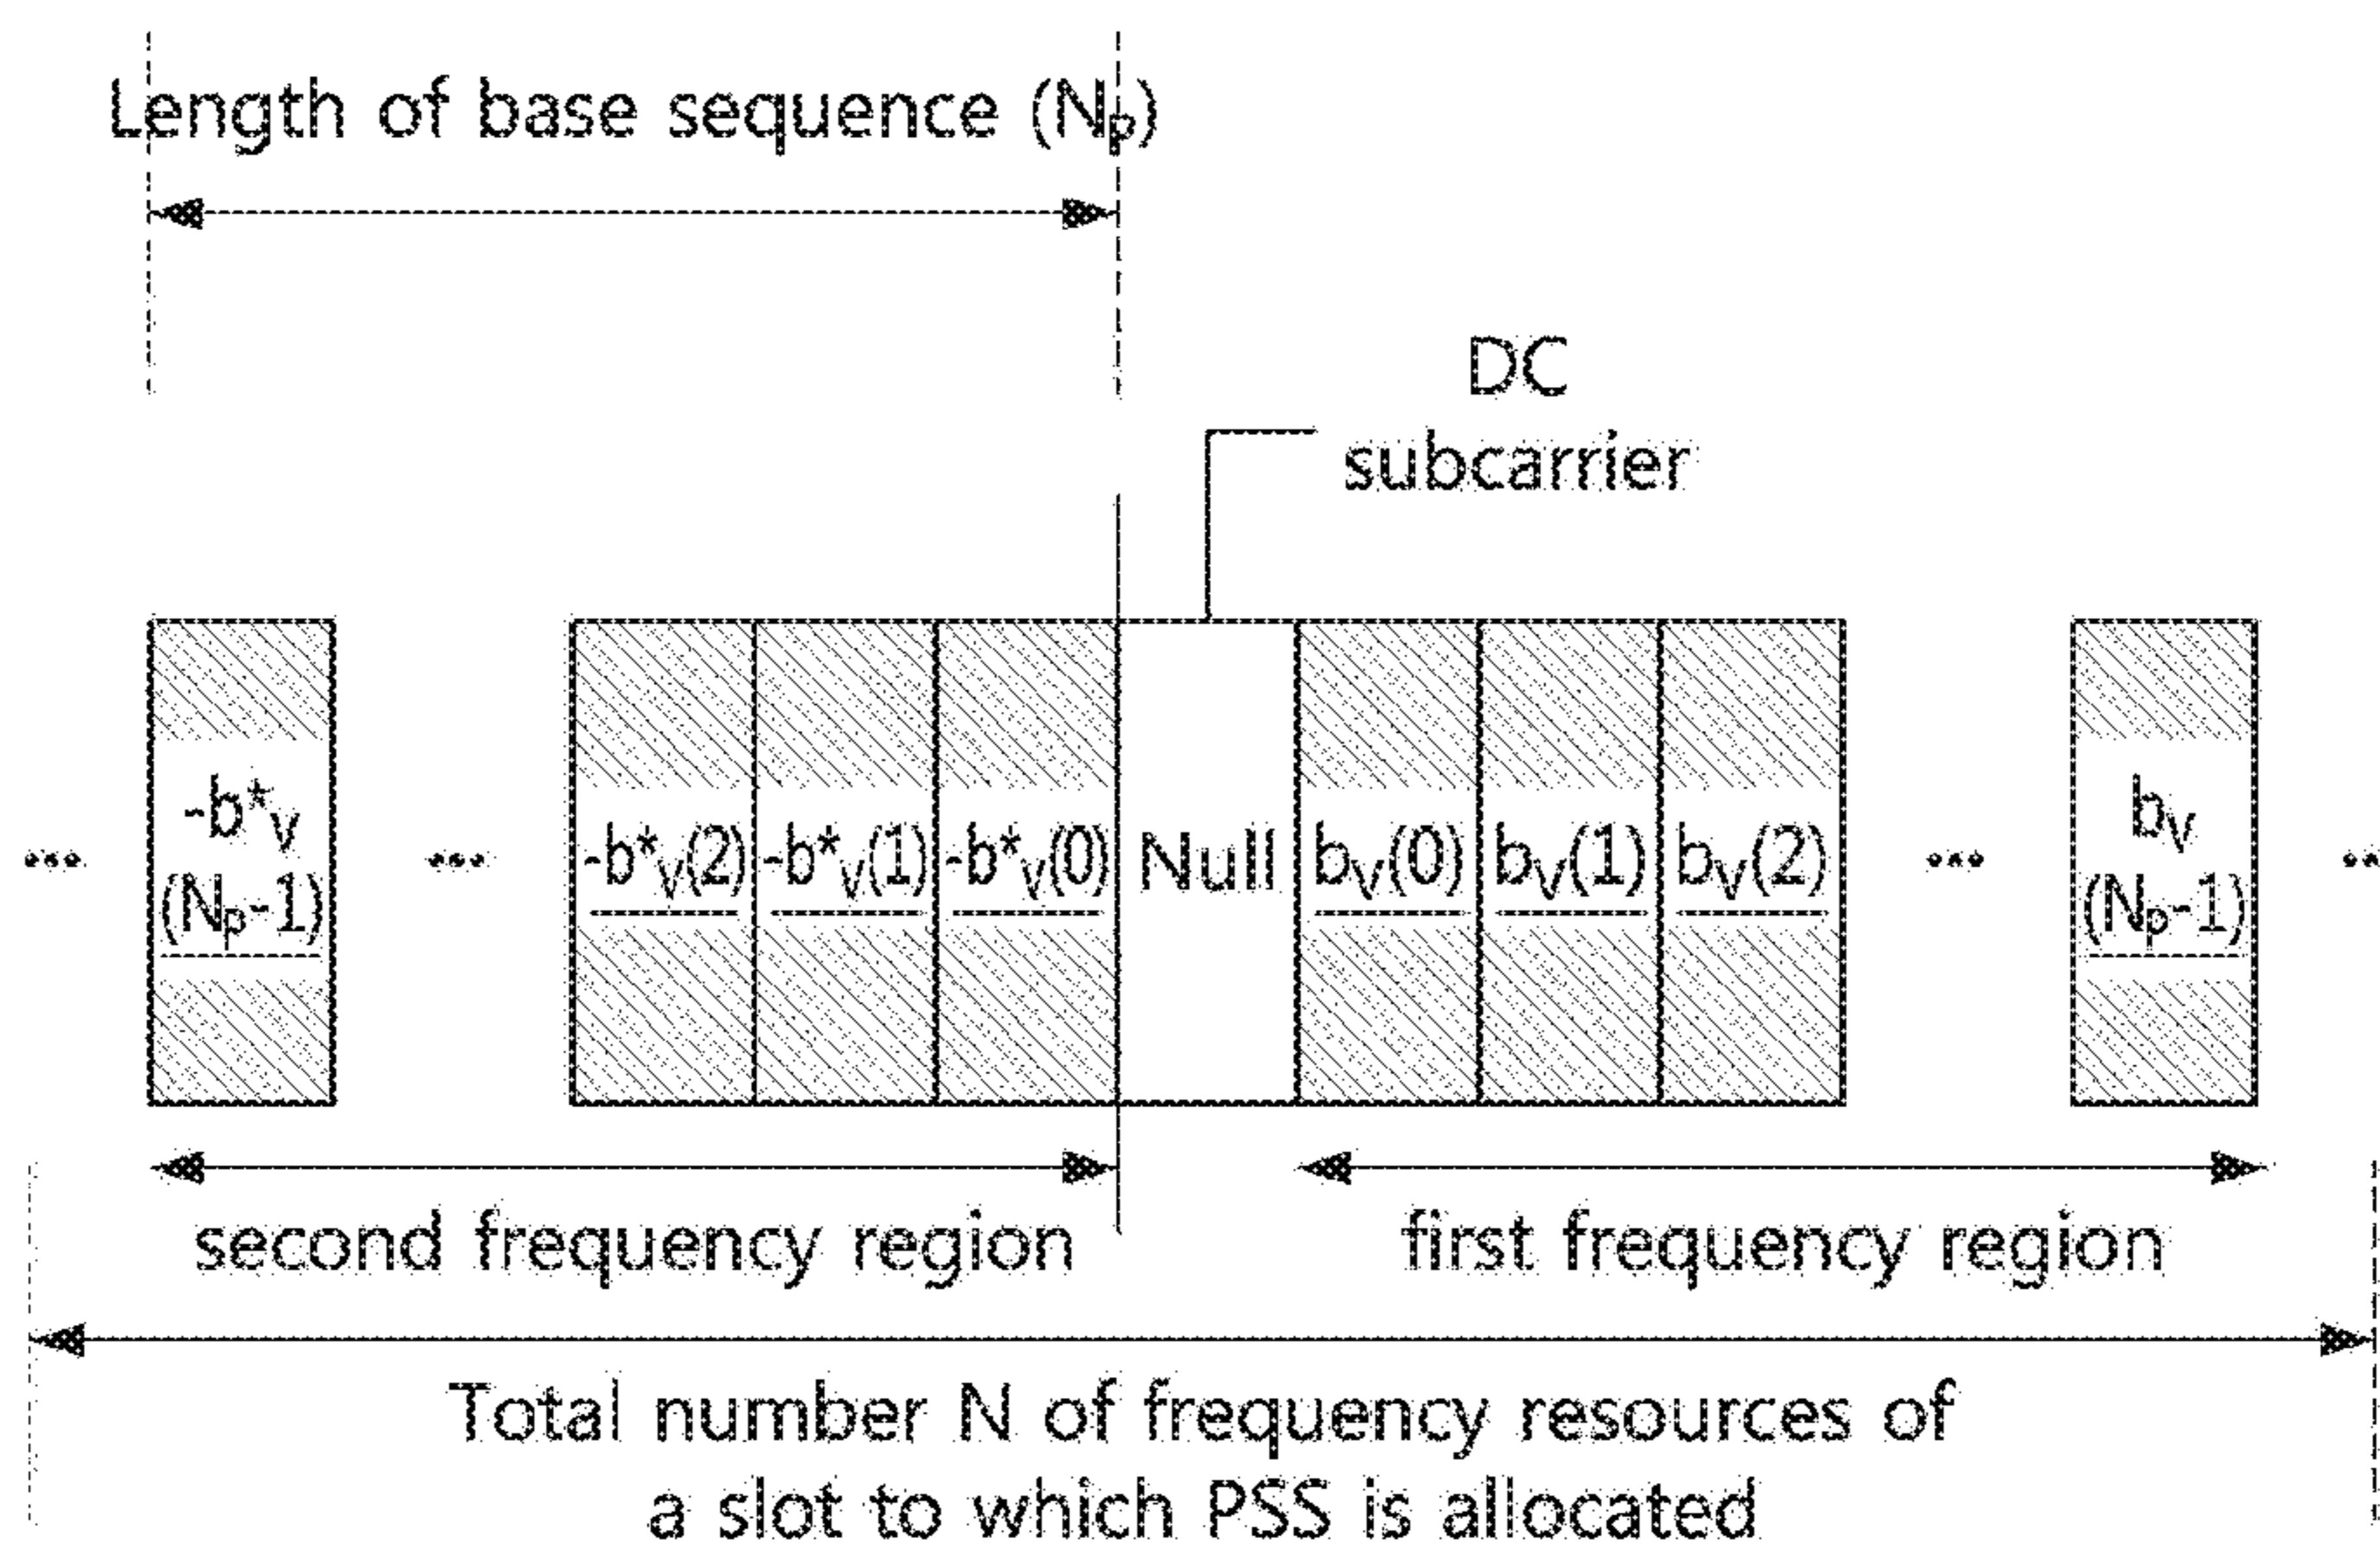 Length of base sequence (Np)
DC
subcarrier
... -b*v (Np-1) ... -b*v(2) -b*v(1) -b*v(0) Null bv(0) bv(1) bv(2) ... bv (Np-1) ...
second frequency region
first frequency region
Total number N of frequency resources of
a slot to which PSS is allocated